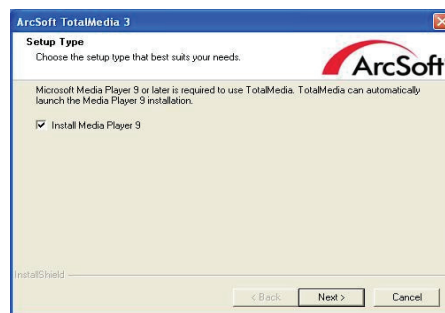 ArcSoft TotalMedia 3
Setup Type
Choose the setup type that best suits your needs.
ArcSoft
Microsoft Media Player 9 or later is required to use TotalMedia. TotalMedia can automatically
launch the Media Player 9 installation.
Install Media Player 9
InstallShield
< Back
Next >
Cancel